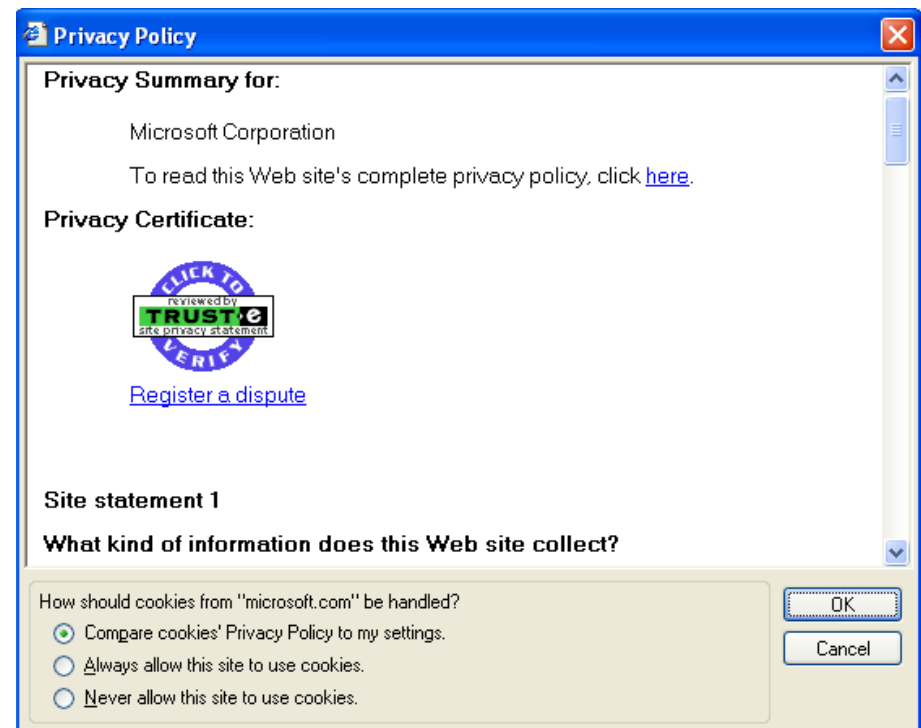 Privacy Policy
Privacy Summary for:
Microsoft Corporation
To read this Web site's complete privacy policy, click here.
Privacy Certificate:
CLICK TO
reviewed by
TRUST·e
site privacy statement
VERIFY
Register a dispute
Site statement 1
What kind of information does this Web site collect?
How should cookies from "microsoft.com" be handled?
Compare cookies' Privacy Policy to my settings.
Always allow this site to use cookies.
Never allow this site to use cookies.
OK
Cancel